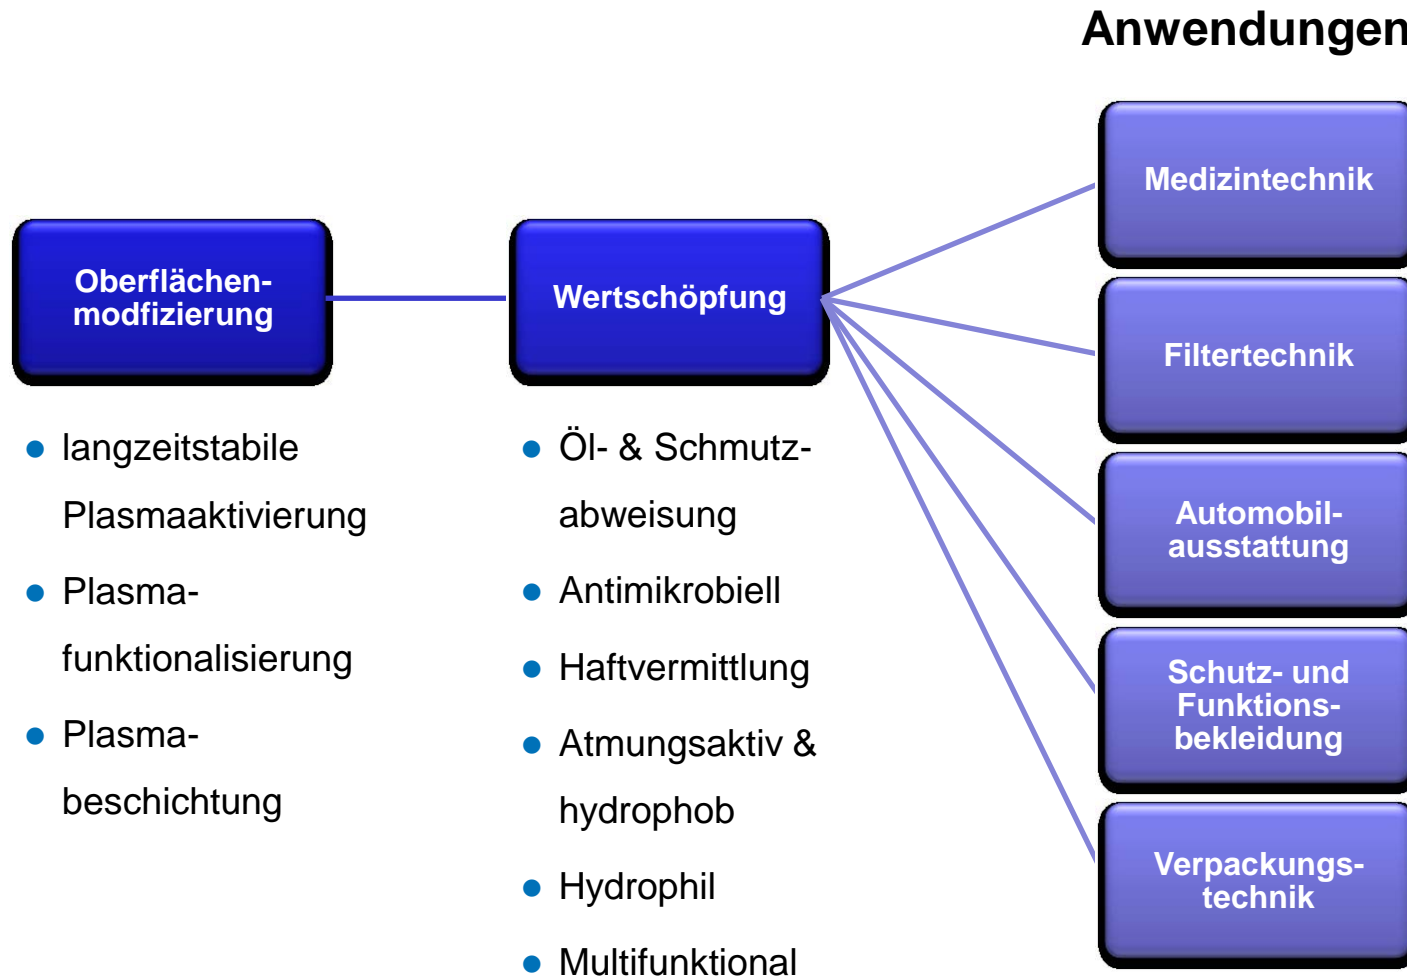 Anwendungen
Oberflächen-
modfizierung
langzeitstabile
Plasmaaktivierung
Plasma-
funktionalisierung
Plasma-
beschichtung
Wertschöpfung
Öl- & Schmutz-
abweisung
Antimikrobiell
Haftvermittlung
Atmungsaktiv &
hydrophob
Hydrophil
Multifunktional
Medizintechnik
Filtertechnik
Automobil-
ausstattung
Schutz- und
Funktions-
bekleidung
Verpackungs-
technik